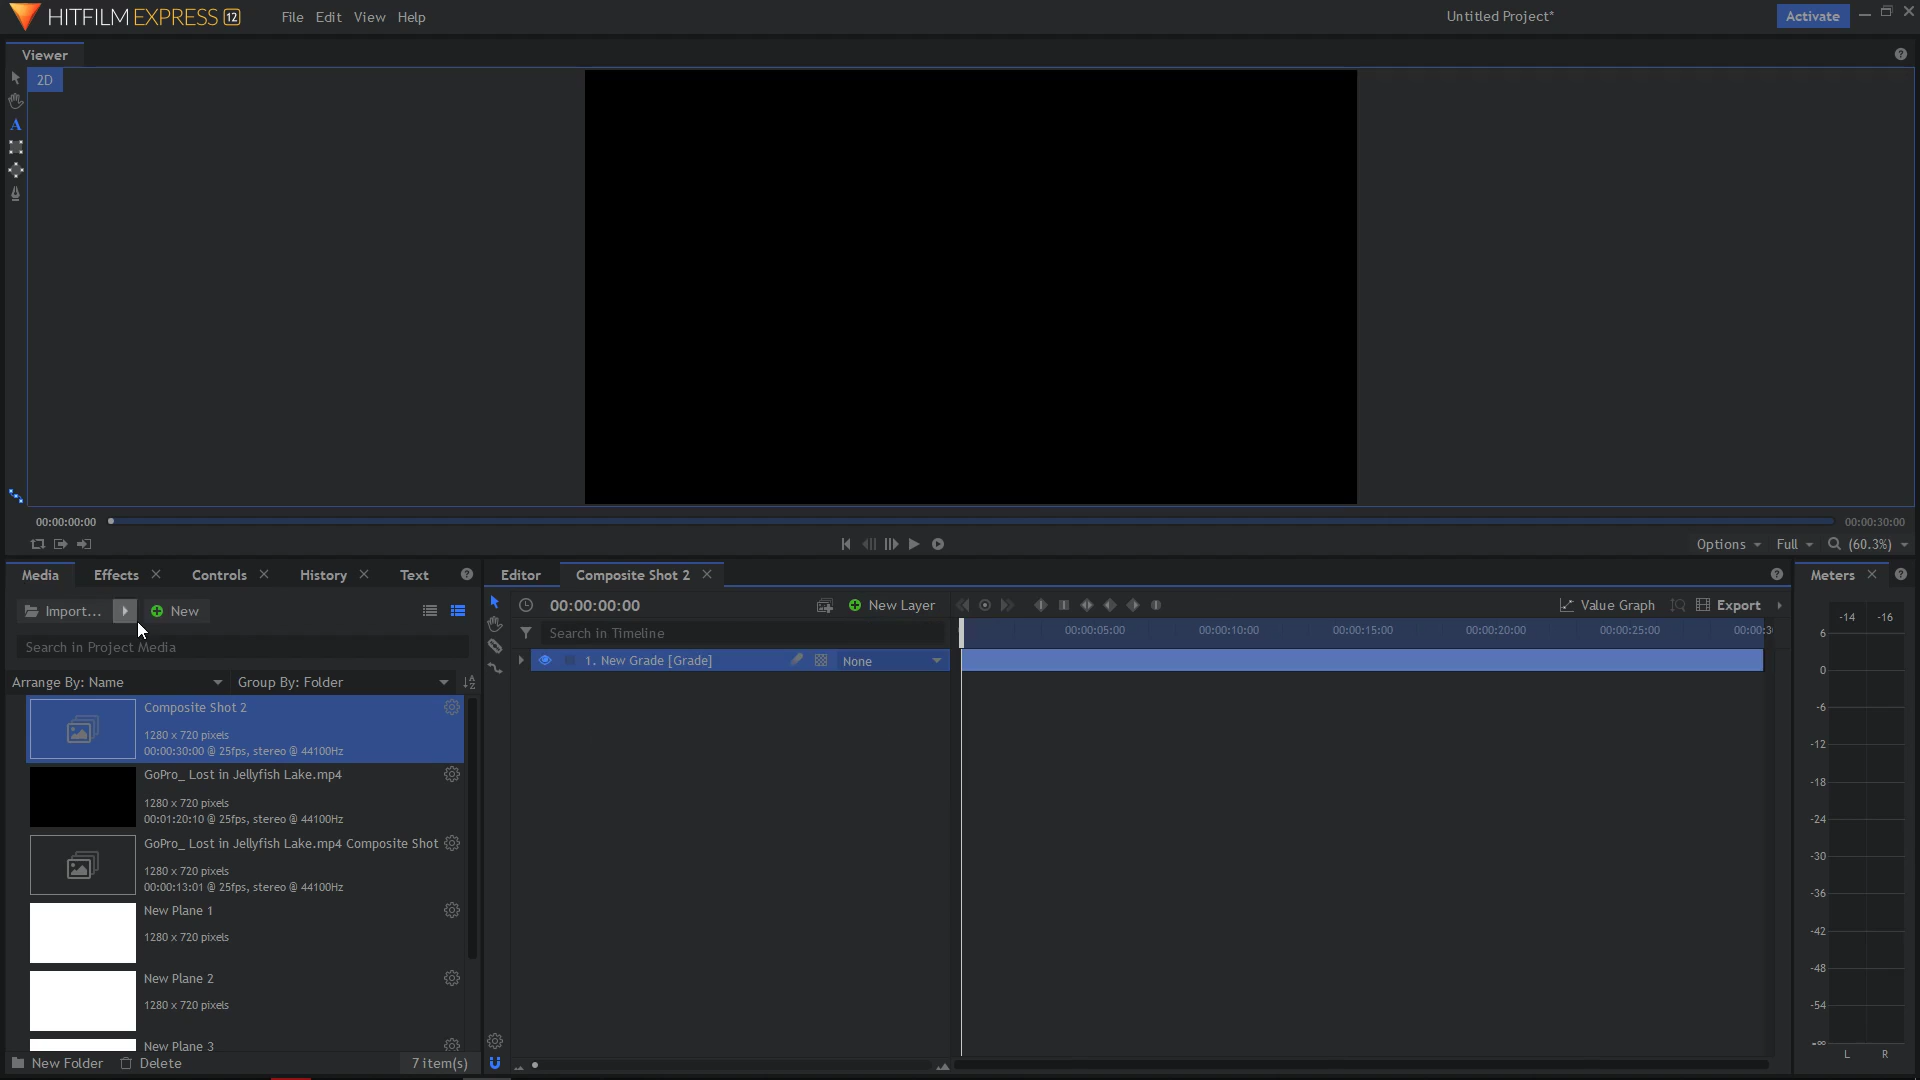 HITFILM EXPRESS 12
File Edit View Help
Untitled Project*
Activate
Viewer
2D
A
00:00:00:00
00:00:30:00
Options Full (60.3%)
Media Effects Controls History Text
Import... New
Search in Project Media
Arrange By: Name Group By: Folder
Composite Shot 2
1280 x 720 pixels
00:00:30:00 @ 25fps, stereo @ 44100Hz
GoPro_ Lost in Jellyfish Lake.mp4
1280 x 720 pixels
00:01:20:10 @ 25fps, stereo @ 44100Hz
GoPro_ Lost in Jellyfish Lake.mp4 Composite Shot
1280 x 720 pixels
00:00:13:01 @ 25fps, stereo @ 44100Hz
New Plane 1
1280 x 720 pixels
New Plane 2
1280 x 720 pixels
New Plane 3
New Folder Delete 7 item(s)
Editor Composite Shot 2
00:00:00:00 New Layer Value Graph Export
Search in Timeline
00:00:05:00 00:00:10:00 00:00:15:00 00:00:20:00 00:00:25:00 00:00:3
1. New Grade [Grade] None
Meters
-14 -16
6
0
-6
-12
-18
-24
-30
-36
-42
-48
-54
-∞
L R